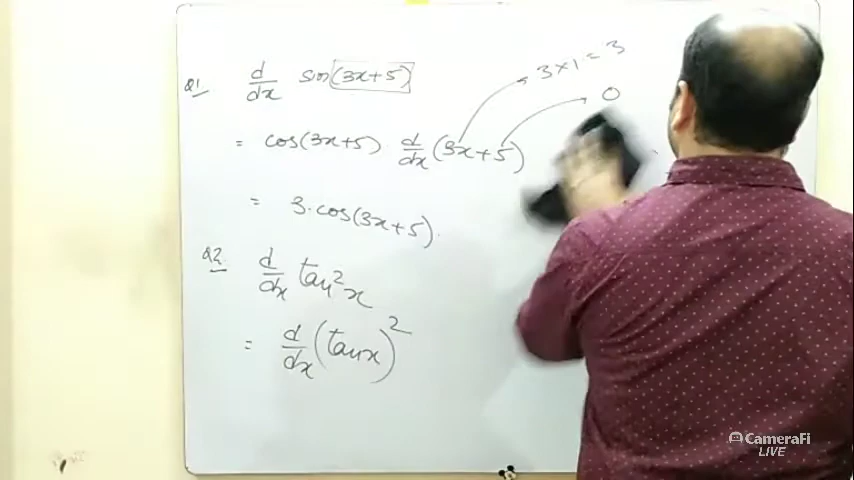 Q1 d/dx sin(3x+5) 3×1 = 3
0
= cos(3x+5) d/dx (3x+5)
= 3.cos(3x+5).
Q2. d/dx tan²x
= d/dx (tanx)²
CameraFi
LIVE